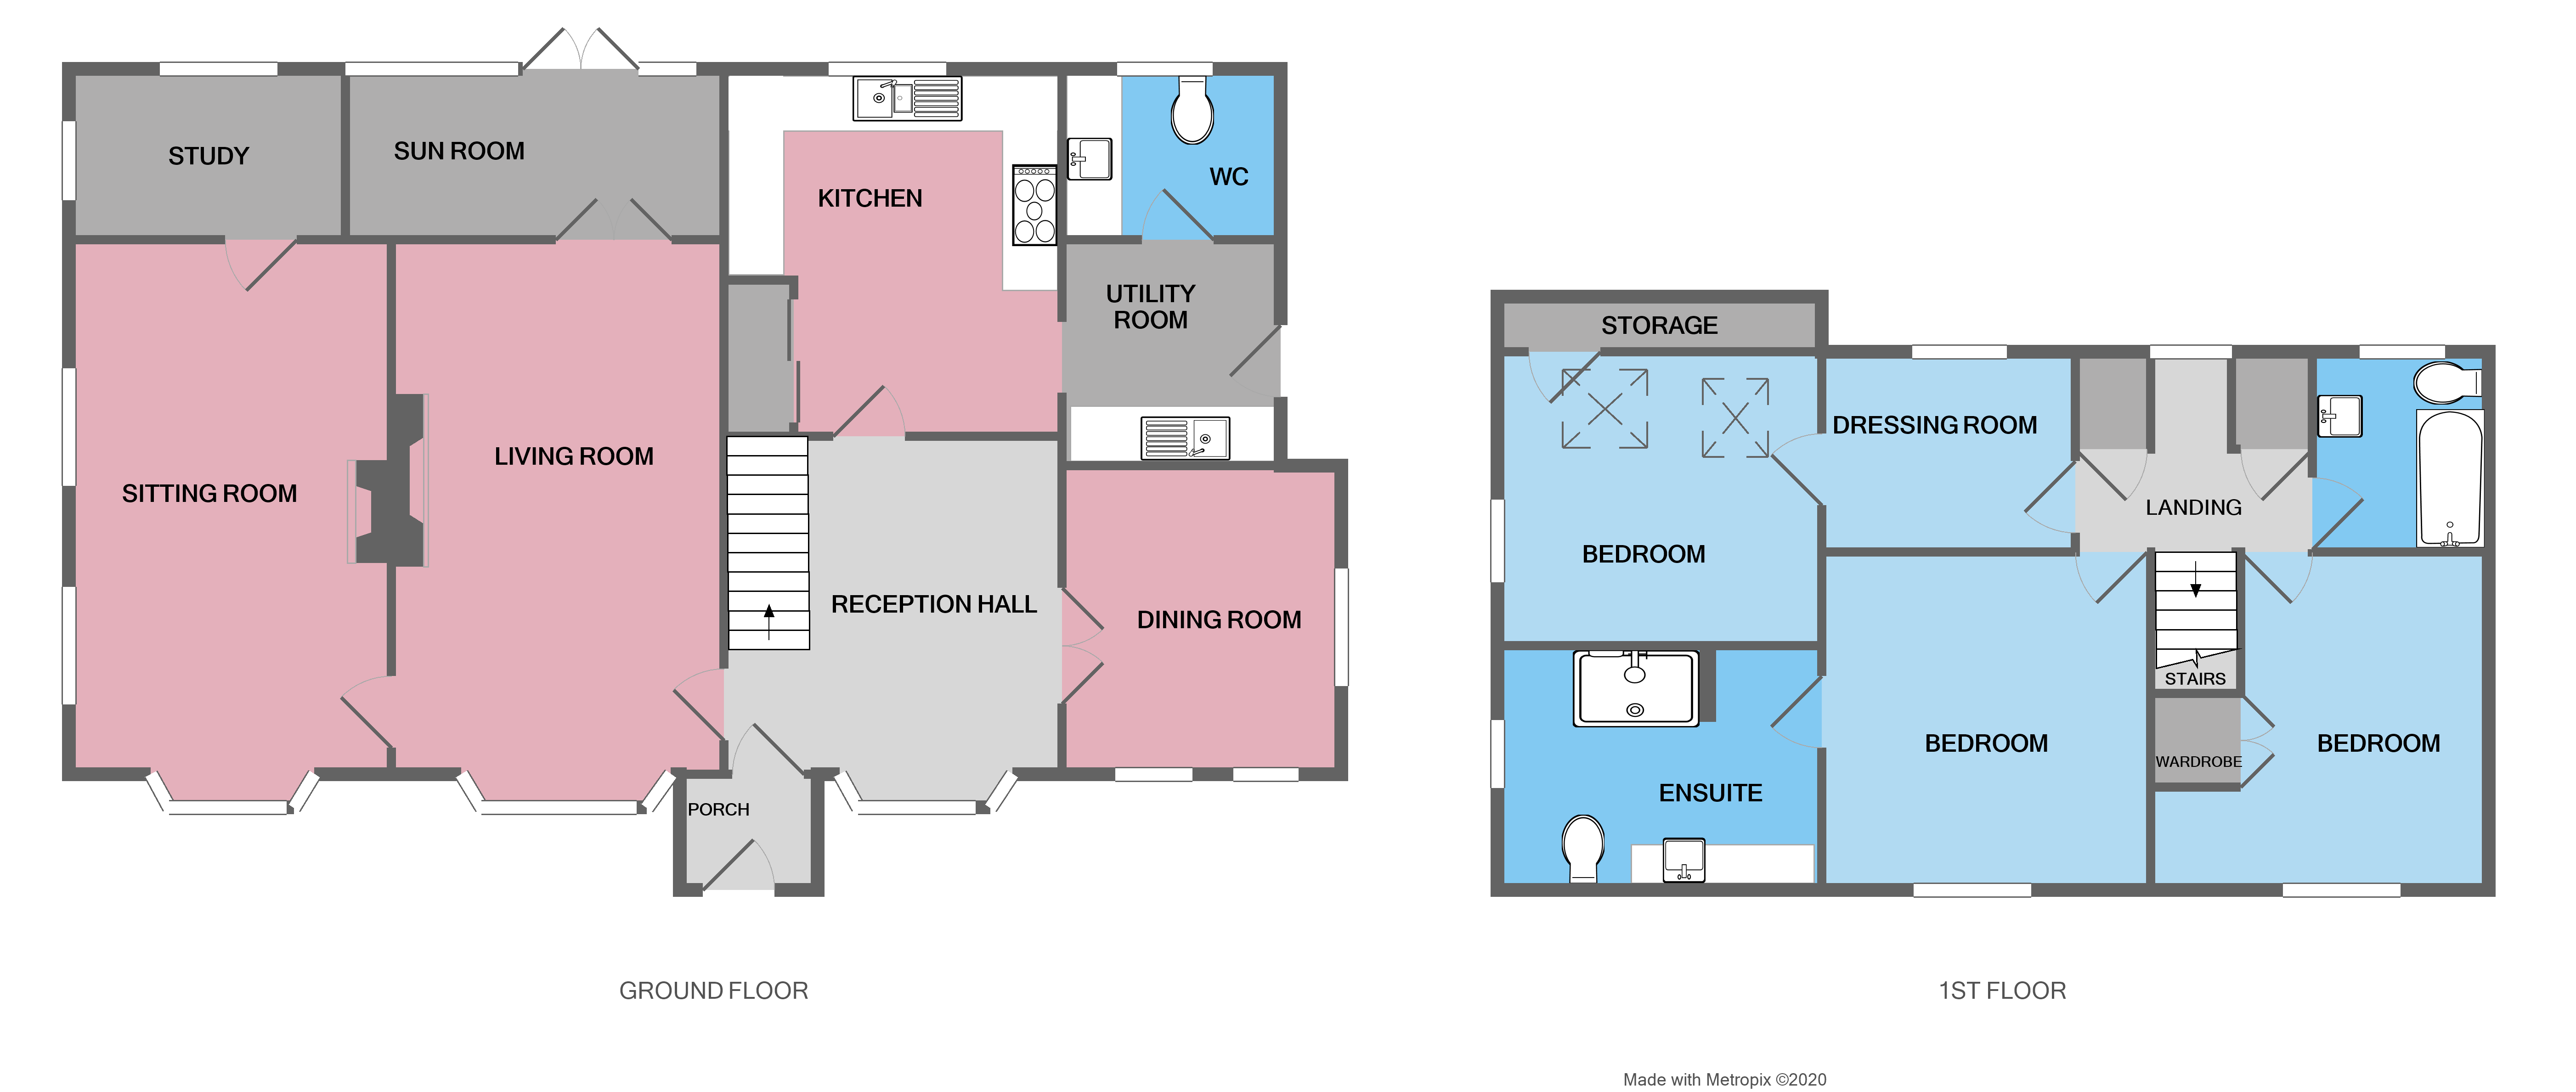 STUDY
SUN ROOM
KITCHEN
WC
UTILITY
ROOM
SITTING ROOM
LIVING ROOM
RECEPTION HALL
DINING ROOM
PORCH
GROUND FLOOR
STORAGE
DRESSING ROOM
LANDING
BEDROOM
STAIRS
BEDROOM
BEDROOM
WARDROBE
ENSUITE
1ST FLOOR
Made with Metropix ©2020